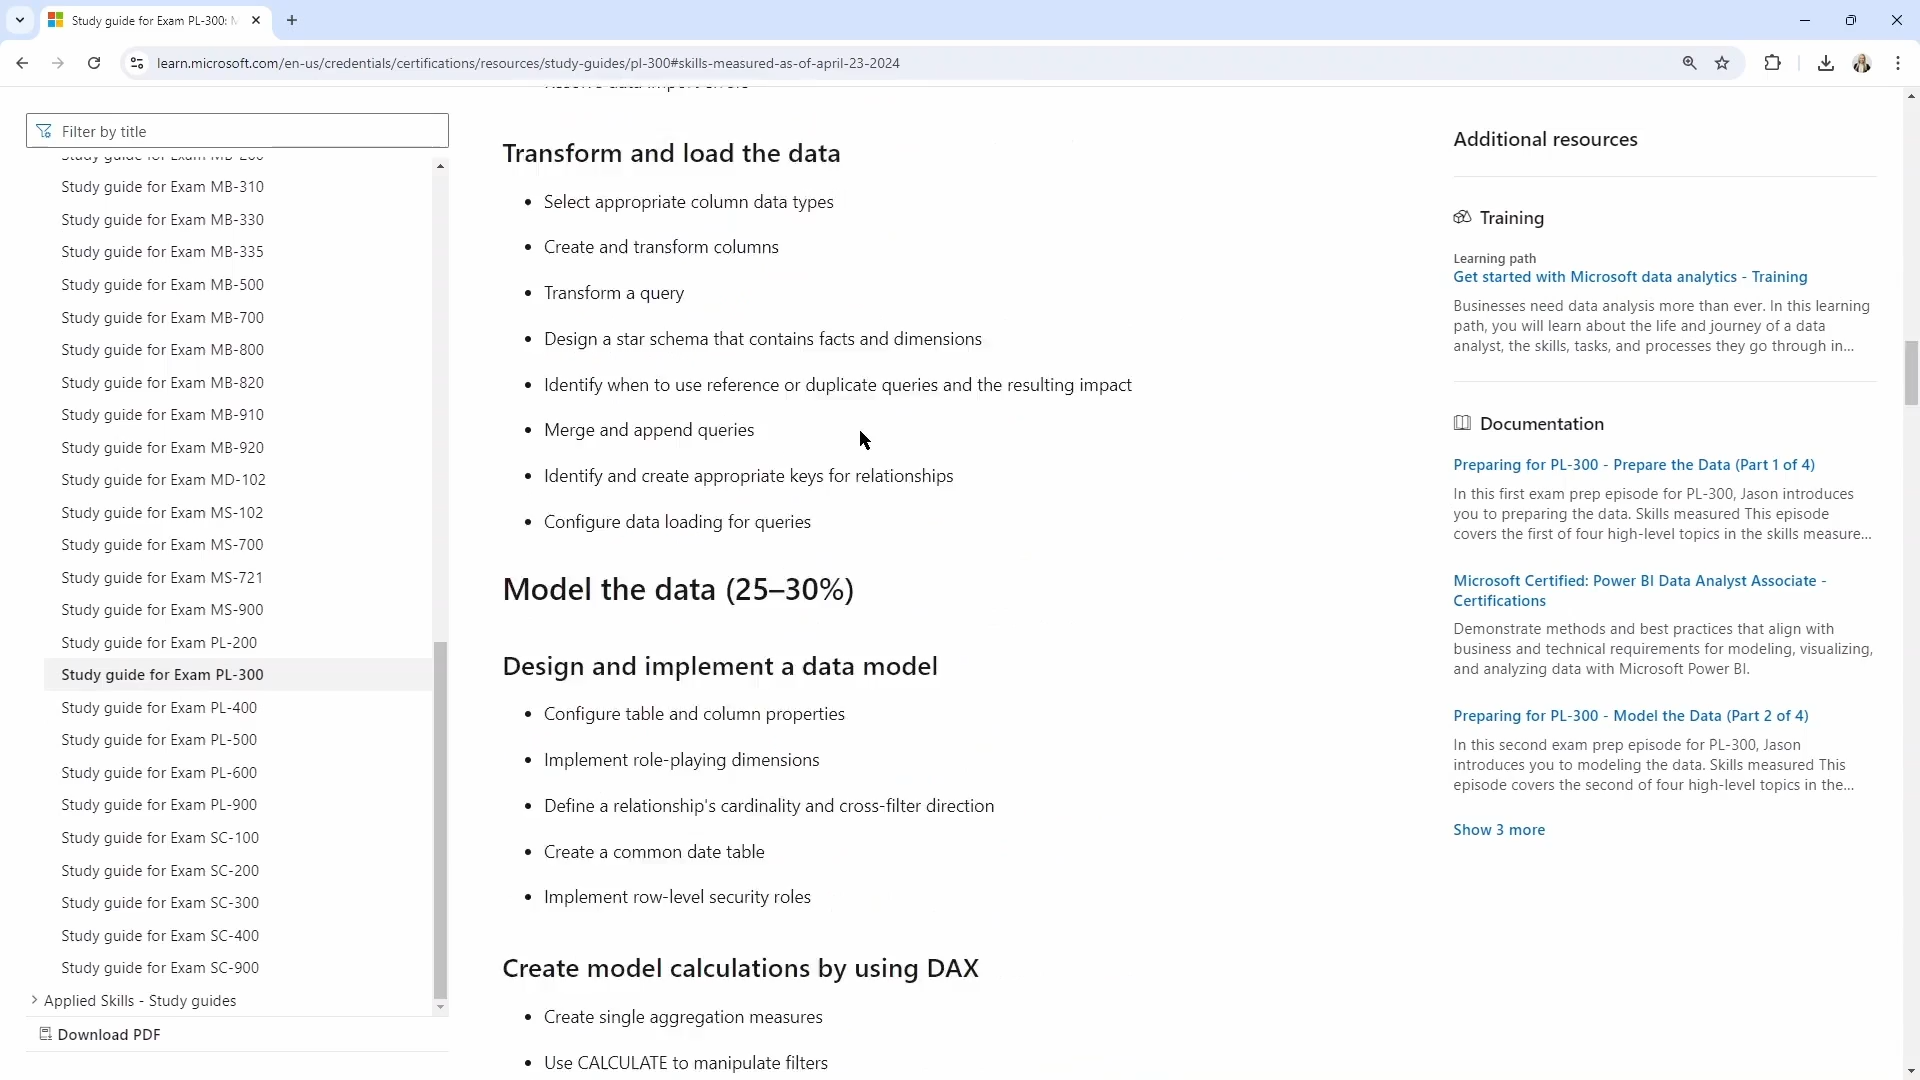 Study guide for Exam PL-300: M
learn.microsoft.com/en-us/credentials/certifications/resources/study-guides/pl-300#skills-measured-as-of-april-23-2024
Filter by title
Study guide for Exam MB-310
Study guide for Exam MB-330
Study guide for Exam MB-335
Study guide for Exam MB-500
Study guide for Exam MB-700
Study guide for Exam MB-800
Study guide for Exam MB-820
Study guide for Exam MB-910
Study guide for Exam MB-920
Study guide for Exam MD-102
Study guide for Exam MS-102
Study guide for Exam MS-700
Study guide for Exam MS-721
Study guide for Exam MS-900
Study guide for Exam PL-200
Study guide for Exam PL-300
Study guide for Exam PL-400
Study guide for Exam PL-500
Study guide for Exam PL-600
Study guide for Exam PL-900
Study guide for Exam SC-100
Study guide for Exam SC-200
Study guide for Exam SC-300
Study guide for Exam SC-400
Study guide for Exam SC-900
Applied Skills - Study guides
Download PDF
Transform and load the data
• Select appropriate column data types
• Create and transform columns
• Transform a query
• Design a star schema that contains facts and dimensions
• Identify when to use reference or duplicate queries and the resulting impact
• Merge and append queries
• Identify and create appropriate keys for relationships
• Configure data loading for queries
Model the data (25–30%)
Design and implement a data model
• Configure table and column properties
• Implement role-playing dimensions
• Define a relationship's cardinality and cross-filter direction
• Create a common date table
• Implement row-level security roles
Create model calculations by using DAX
• Create single aggregation measures
• Use CALCULATE to manipulate filters
Additional resources
Training
Learning path
Get started with Microsoft data analytics - Training
Businesses need data analysis more than ever. In this learning
path, you will learn about the life and journey of a data
analyst, the skills, tasks, and processes they go through in...
Documentation
Preparing for PL-300 - Prepare the Data (Part 1 of 4)
In this first exam prep episode for PL-300, Jason introduces
you to preparing the data. Skills measured This episode
covers the first of four high-level topics in the skills measure...
Microsoft Certified: Power BI Data Analyst Associate -
Certifications
Demonstrate methods and best practices that align with
business and technical requirements for modeling, visualizing,
and analyzing data with Microsoft Power BI.
Preparing for PL-300 - Model the Data (Part 2 of 4)
In this second exam prep episode for PL-300, Jason
introduces you to modeling the data. Skills measured This
episode covers the second of four high-level topics in the...
Show 3 more